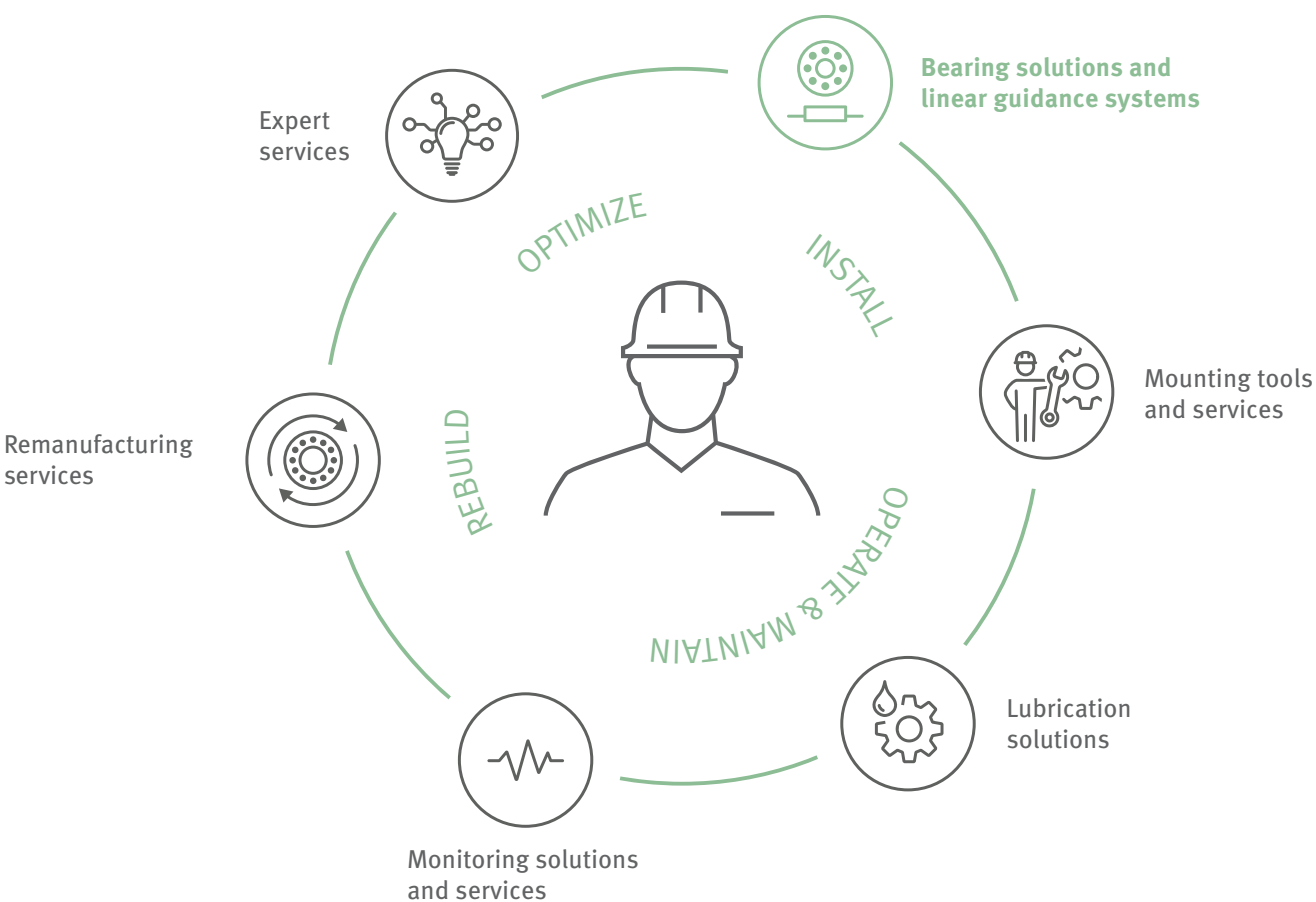 Bearing solutions and
linear guidance systems
Expert
services
OPTIMIZE
INSTALL
Mounting tools
and services
Remanufacturing
services
REBUILD
OPERATE & MAINTAIN
Lubrication
solutions
Monitoring solutions
and services